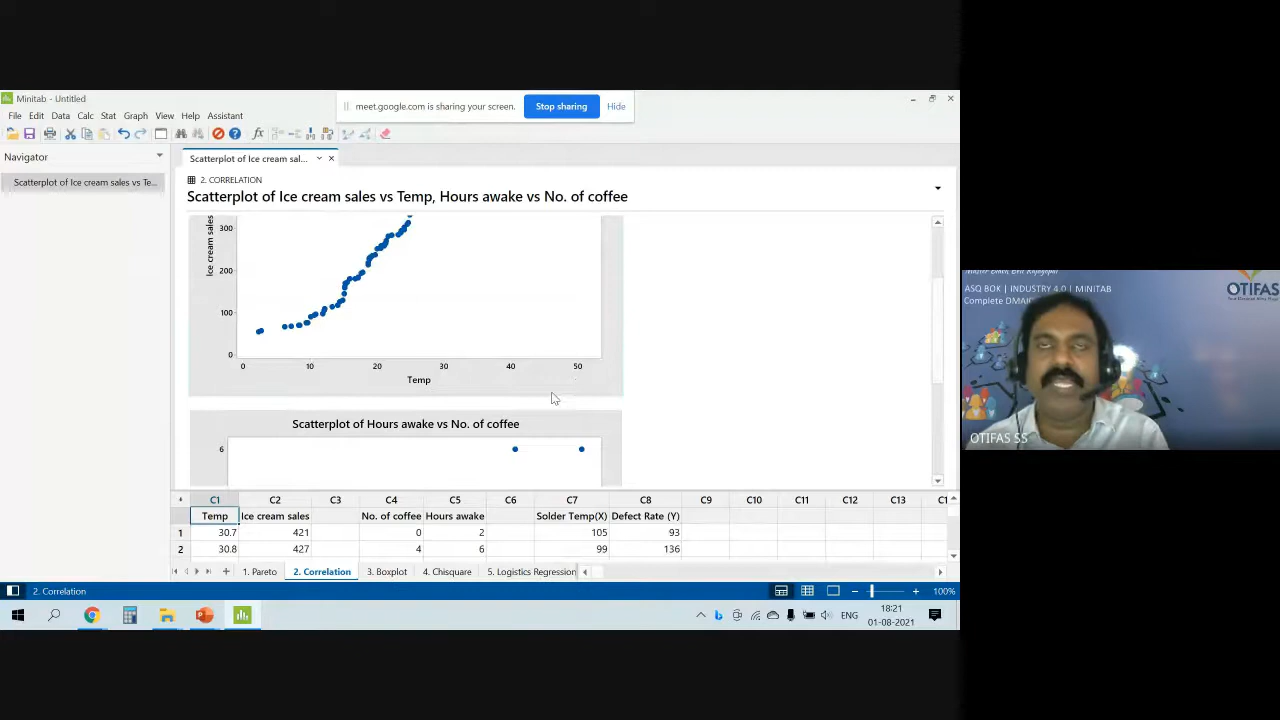 Minitab - Untitled
meet.google.com is sharing your screen.
Stop sharing
Hide
File Edit Data Calc Stat Graph View Help Assistant
Navigator
Scatterplot of Ice cream sal...
Scatterplot of Ice cream sales vs Te...
2. CORRELATION
Scatterplot of Ice cream sales vs Temp, Hours awake vs No. of coffee
Ice cream sales
300
200
100
0
0 10 20 30 40 50
Temp
Scatterplot of Hours awake vs No. of coffee
6
C1 C2 C3 C4 C5 C6 C7 C8 C9 C10 C11 C12 C13
Temp Ice cream sales No. of coffee Hours awake Solder Temp(X) Defect Rate (Y)
1 30.7 421 0 2 105 93
2 30.8 427 4 6 99 136
1. Pareto 2. Correlation 3. Boxplot 4. Chisquare 5. Logistics Regression
2. Correlation
100%
ENG
18:21
01-08-2021
ASQ BOK | INDUSTRY 4.0 | MINITAB
Complete DMAIC
OTIFAS
OTIFAS SS